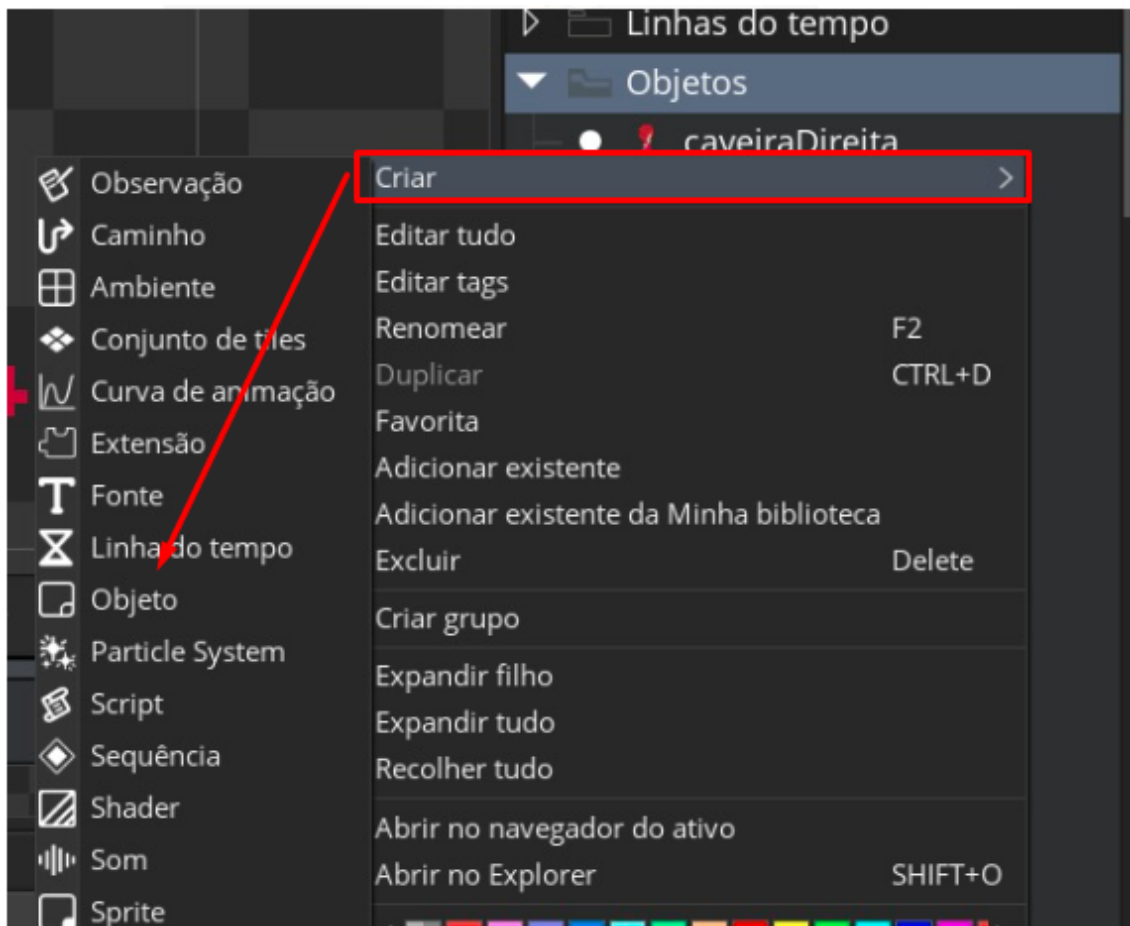 Linhas do tempo
Objetos
caveiraDireita
Criar
Editar tudo
Editar tags
Renomear F2
Duplicar CTRL+D
Favorita
Adicionar existente
Adicionar existente da Minha biblioteca
Excluir Delete
Criar grupo
Expandir filho
Expandir tudo
Recolher tudo
Abrir no navegador do ativo
Abrir no Explorer SHIFT+O
Observação
Caminho
Ambiente
Conjunto de tiles
Curva de animação
Extensão
Fonte
Linha do tempo
Objeto
Particle System
Script
Sequência
Shader
Som
Sprite